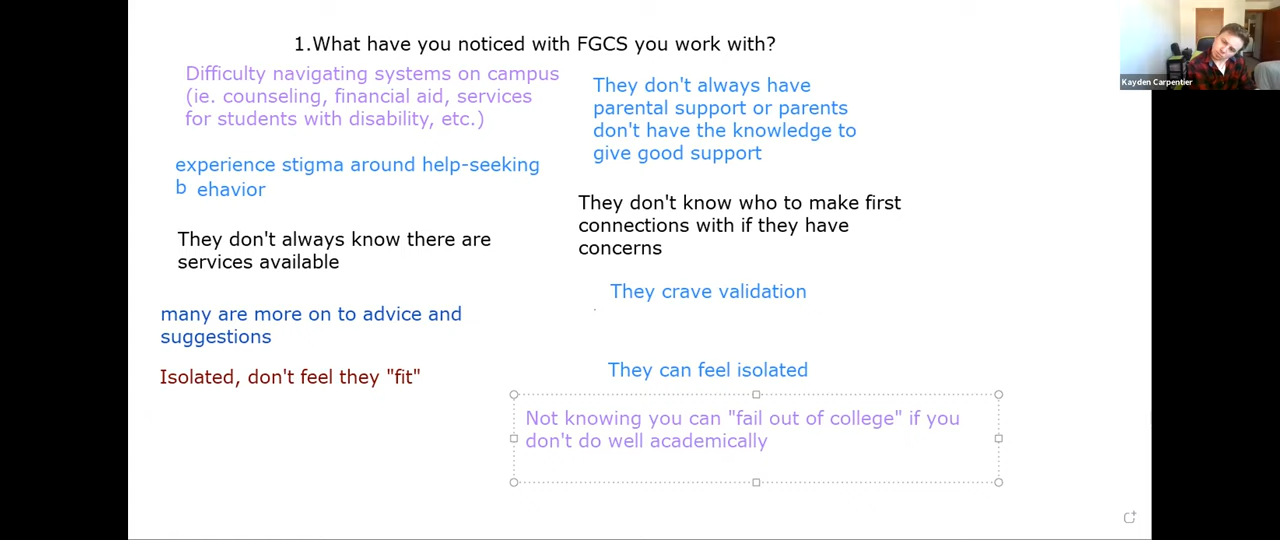 1.What have you noticed with FGCS you work with?
Difficulty navigating systems on campus
(ie. counseling, financial aid, services
for students with disability, etc.)
experience stigma around help-seeking
b ehavior
They don't always know there are
services available
many are more on to advice and
suggestions
Isolated, don't feel they "fit"
They don't always have
parental support or parents
don't have the knowledge to
give good support
They don't know who to make first
connections with if they have
concerns
They crave validation
They can feel isolated
Not knowing you can "fail out of college" if you
don't do well academically
Kayden Carpentier